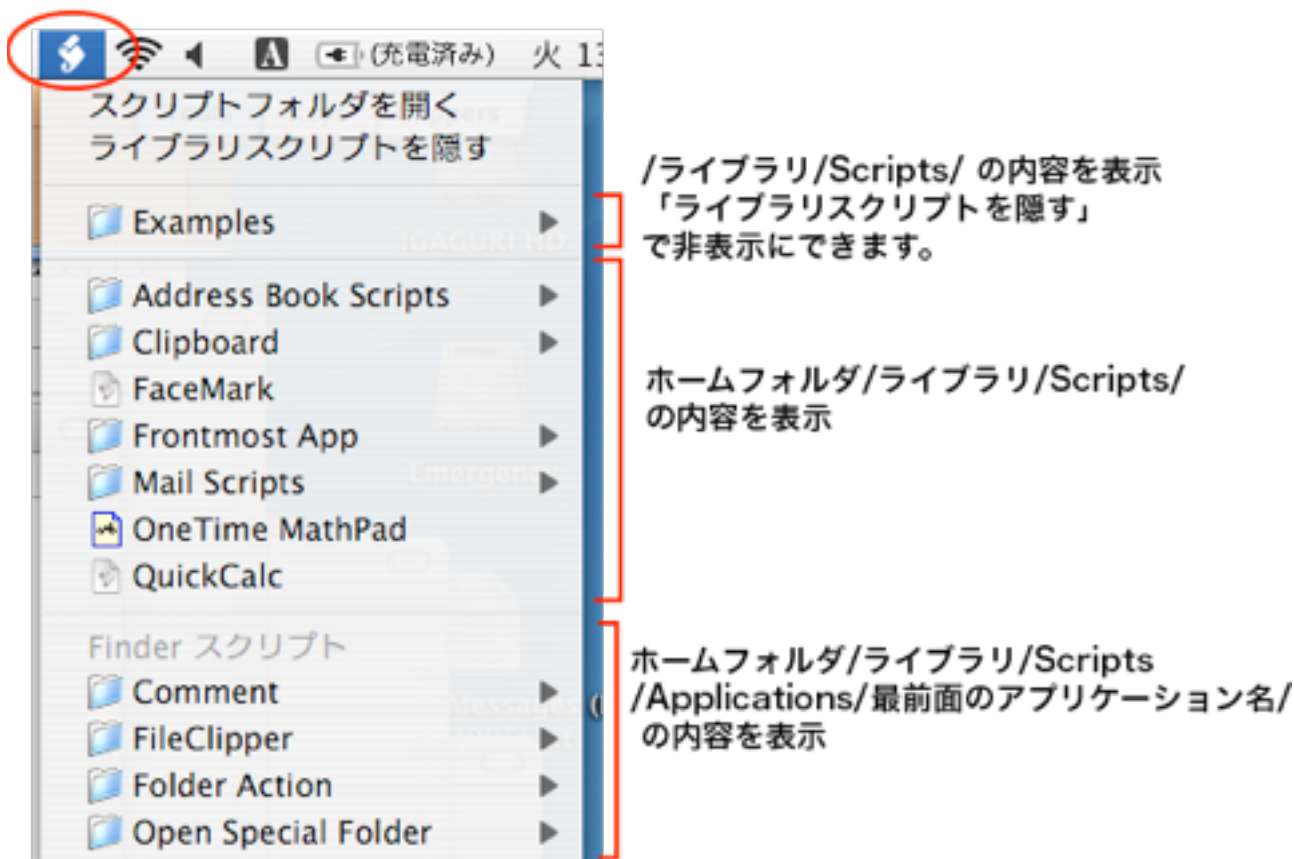 (充電済み) 火 13
スクリプトフォルダを開く
ライブラリスクリプトを隠す
Examples
Address Book Scripts
Clipboard
FaceMark
Frontmost App
Mail Scripts
OneTime MathPad
QuickCalc
Finder スクリプト
Comment
FileClipper
Folder Action
Open Special Folder
/ライブラリ/Scripts/ の内容を表示
「ライブラリスクリプトを隠す」
で非表示にできます。
ホームフォルダ/ライブラリ/Scripts/
の内容を表示
ホームフォルダ/ライブラリ/Scripts
/Applications/最前面のアプリケーション名/
の内容を表示